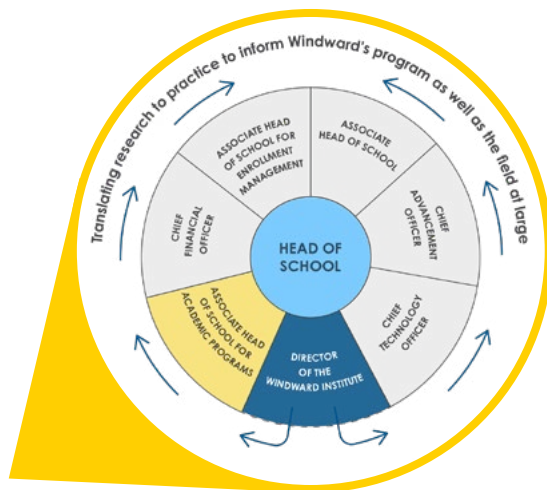 Translating research to practice to inform Windward's program as well as the field at large
ASSOCIATE HEAD
OF SCHOOL FOR
ENROLLMENT
MANAGEMENT
ASSOCIATE
HEAD OF SCHOOL
CHIEF
FINANCIAL
OFFICER
CHIEF
ADVANCEMENT
OFFICER
HEAD OF
SCHOOL
ASSOCIATE HEAD
OF SCHOOL FOR
ACADEMIC PROGRAMS
DIRECTOR
OF THE
WINDWARD INSTITUTE
CHIEF
TECHNOLOGY
OFFICER